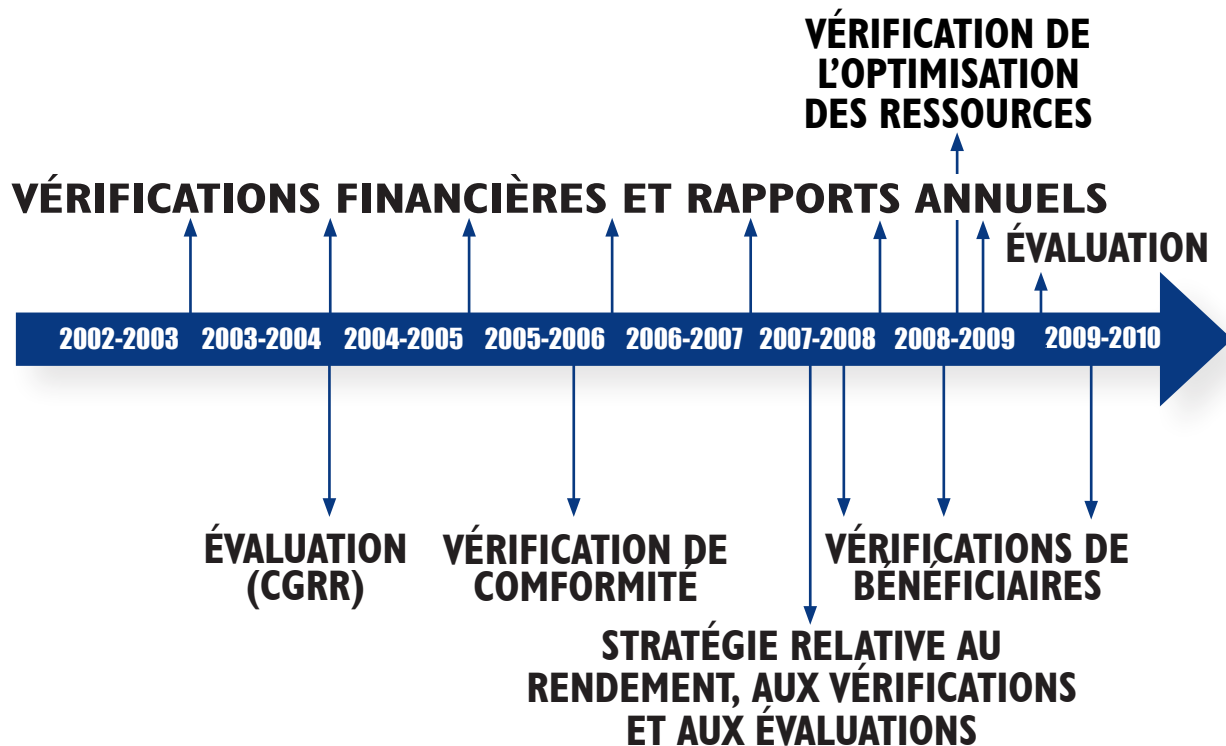 VÉRIFICATION DE
L’OPTIMISATION
DES RESSOURCES
VÉRIFICATIONS FINANCIÈRES ET RAPPORTS ANNUELS
ÉVALUATION
2002-2003 2003-2004 2004-2005 2005-2006 2006-2007 2007-2008 2008-2009 2009-2010
ÉVALUATION
(CGRR)
VÉRIFICATION DE
COMFORMITÉ
VÉRIFICATIONS DE
BÉNÉFICIAIRES
STRATÉGIE RELATIVE AU
RENDEMENT, AUX VÉRIFICATIONS
ET AUX ÉVALUATIONS